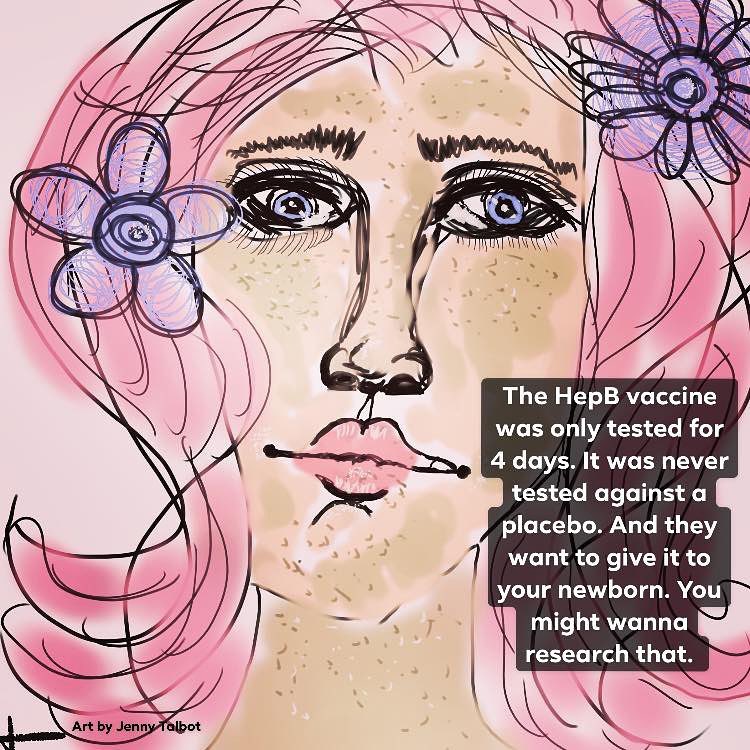 The HepB vaccine
was only tested for
4 days. It was never
tested against a
placebo. And they
want to give it to
your newborn. You
might wanna
research that.
Art by Jenny Talbot